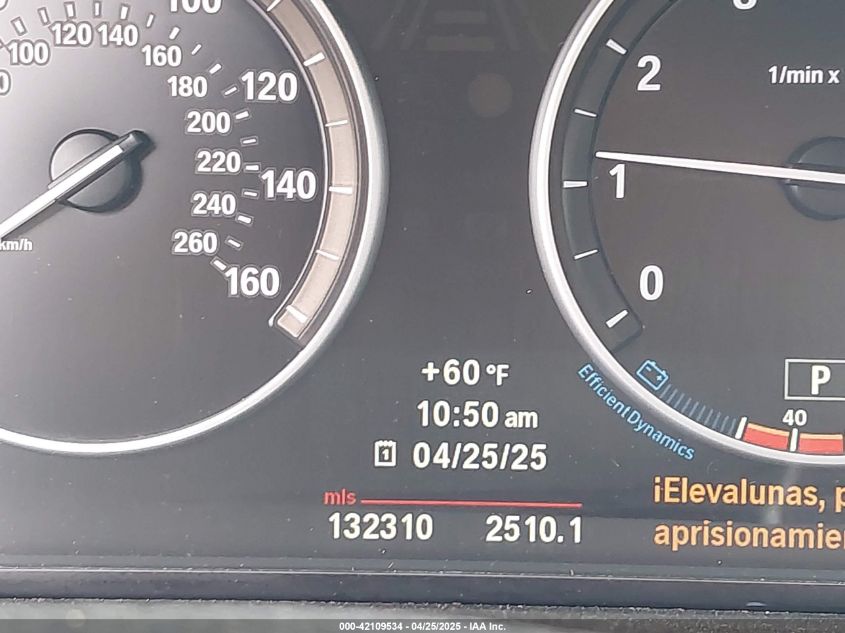 100
120 140
100
160
180
120
200
220
140
240
260
160
km/h
2
1/min x
1
0
EfficientDynamics
P
40
+60 °F
10:50 am
1 04/25/25
mls
132310 2510.1
¡Elevalunas, p
aprisionamie
000-42109534 - 04/25/2025 - IAA Inc.